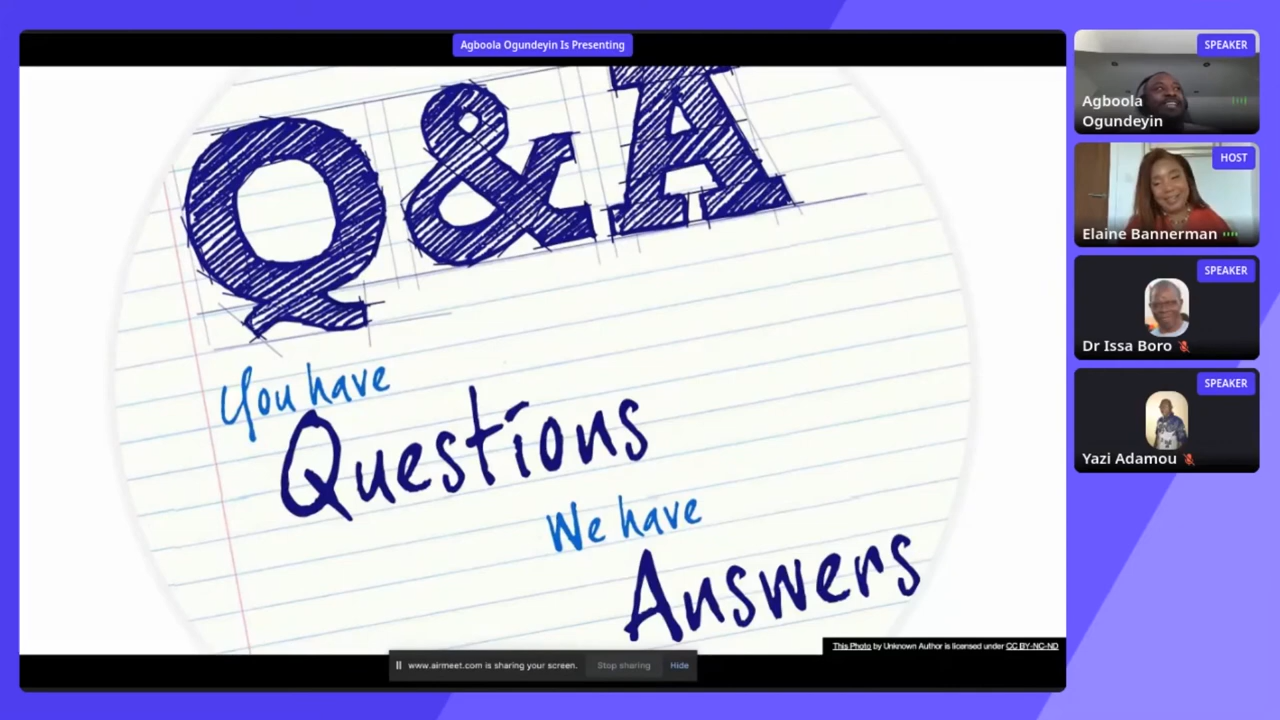 Agboola Ogundeyin Is Presenting
Q&A
You have
Questions
We have
Answers
This Photo by Unknown Author is licensed under CC BY-NC-ND
www.airmeet.com is sharing your screen.
Stop sharing
Hide
SPEAKER
Agboola
Ogundeyin
HOST
Elaine Bannerman
SPEAKER
Dr Issa Boro
SPEAKER
Yazi Adamou